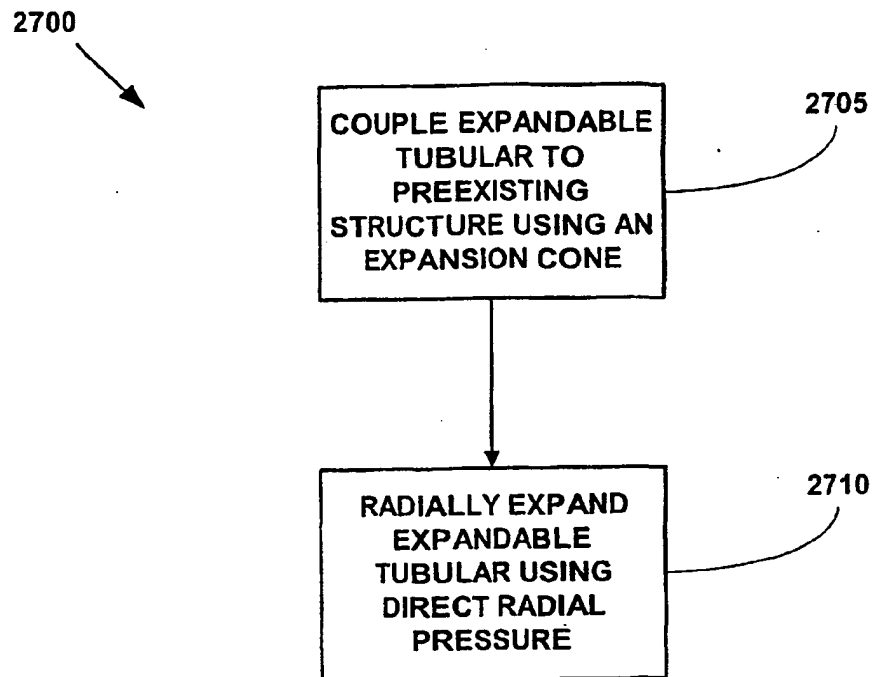 2700
2705
COUPLE EXPANDABLE
TUBULAR TO
PREEXISTING
STRUCTURE USING AN
EXPANSION CONE
2710
RADIALLY EXPAND
EXPANDABLE
TUBULAR USING
DIRECT RADIAL
PRESSURE